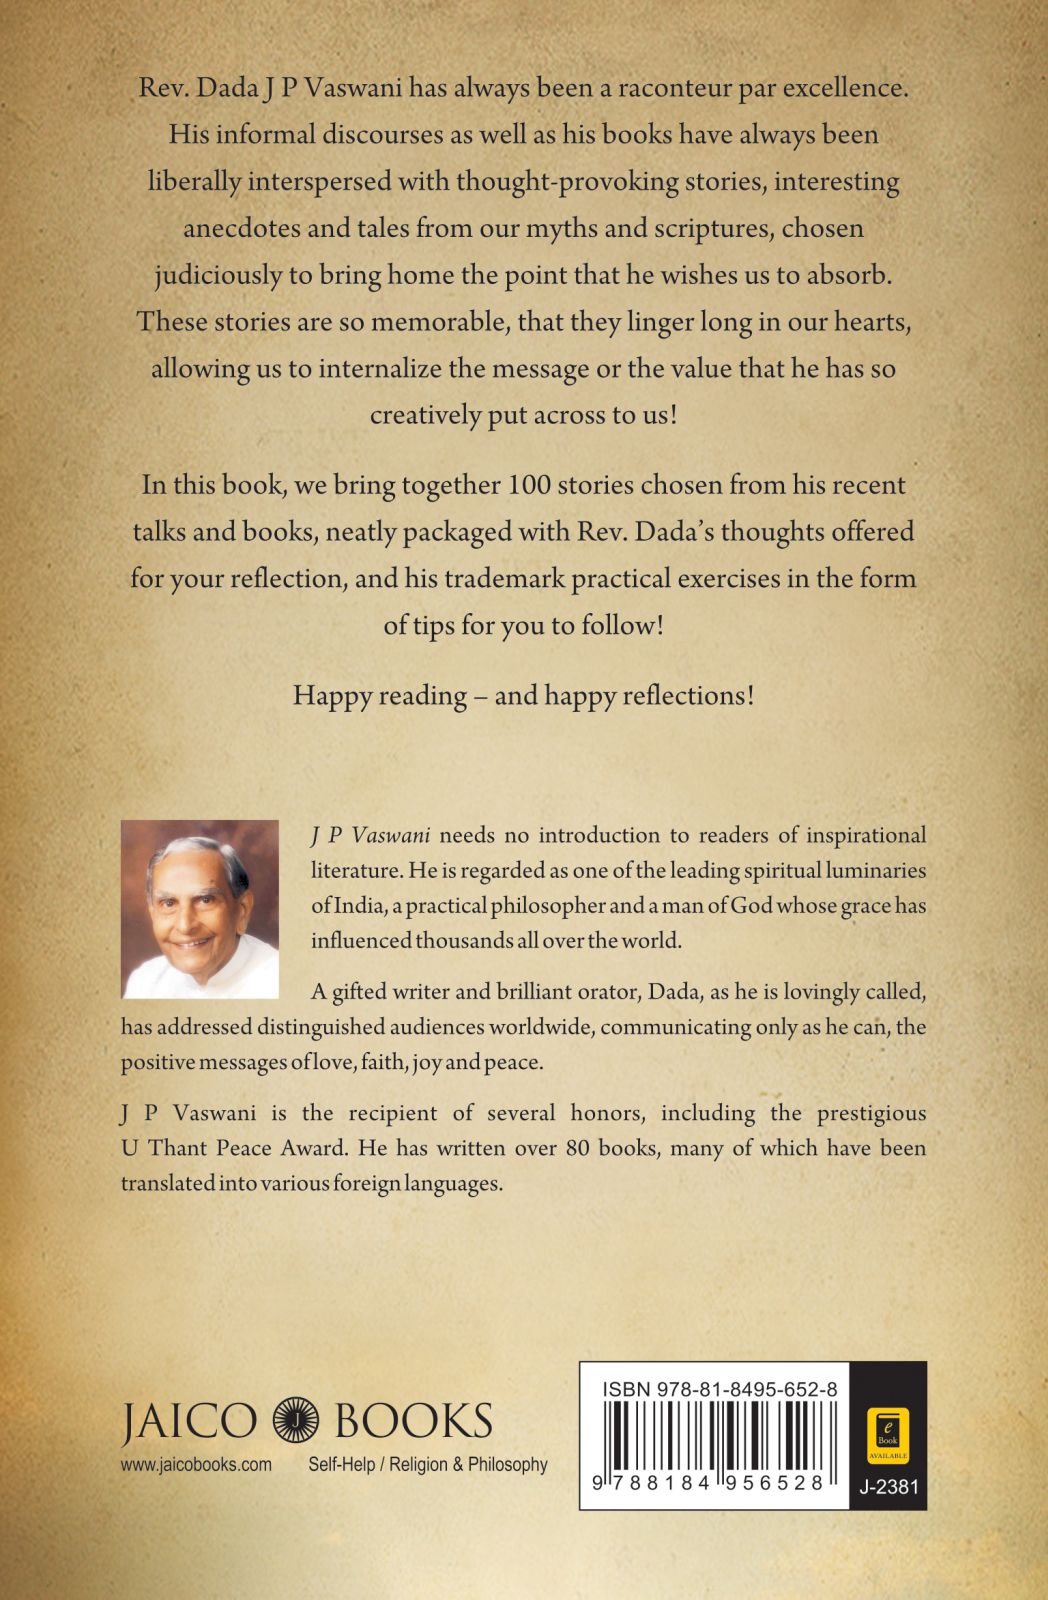 Rev. Dada J P Vaswani has always been a raconteur par excellence.
His informal discourses as well as his books have always been
liberally interspersed with thought-provoking stories, interesting
anecdotes and tales from our myths and scriptures, chosen
judiciously to bring home the point that he wishes us to absorb.
These stories are so memorable, that they linger long in our hearts,
allowing us to internalize the message or the value that he has so
creatively put across to us!
In this book, we bring together 100 stories chosen from his recent
talks and books, neatly packaged with Rev. Dada's thoughts offered
for your reflection, and his trademark practical exercises in the form
of tips for you to follow!
Happy reading – and happy reflections!
J P Vaswani needs no introduction to readers of inspirational
literature. He is regarded as one of the leading spiritual luminaries
of India, a practical philosopher and a man of God whose grace has
influenced thousands all over the world.
A gifted writer and brilliant orator, Dada, as he is lovingly called,
has addressed distinguished audiences worldwide, communicating only as he can, the
positive messages of love, faith, joy and peace.
J P Vaswani is the recipient of several honors, including the prestigious
U Thant Peace Award. He has written over 80 books, many of which have been
translated into various foreign languages.
JAICO J BOOKS
www.jaicobooks.com Self-Help / Religion & Philosophy
ISBN 978-81-8495-652-8
9 788184 956528
e
Book
AVAILABLE
J-2381